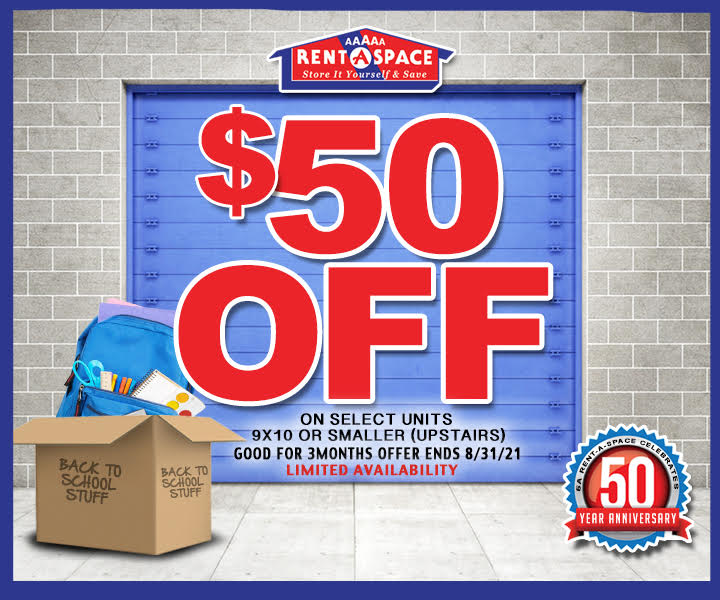 AAAAA
RENT A SPACE
Store It Yourself & Save
$50
OFF
ON SELECT UNITS
9X10 OR SMALLER (UPSTAIRS)
GOOD FOR 3MONTHS OFFER ENDS 8/31/21
LIMITED AVAILABILITY
BACK TO
SCHOOL
STUFF
BACK TO
SCHOOL
STUFF
5A RENT-A-SPACE CELEBRATES
50
YEAR ANNIVERSARY